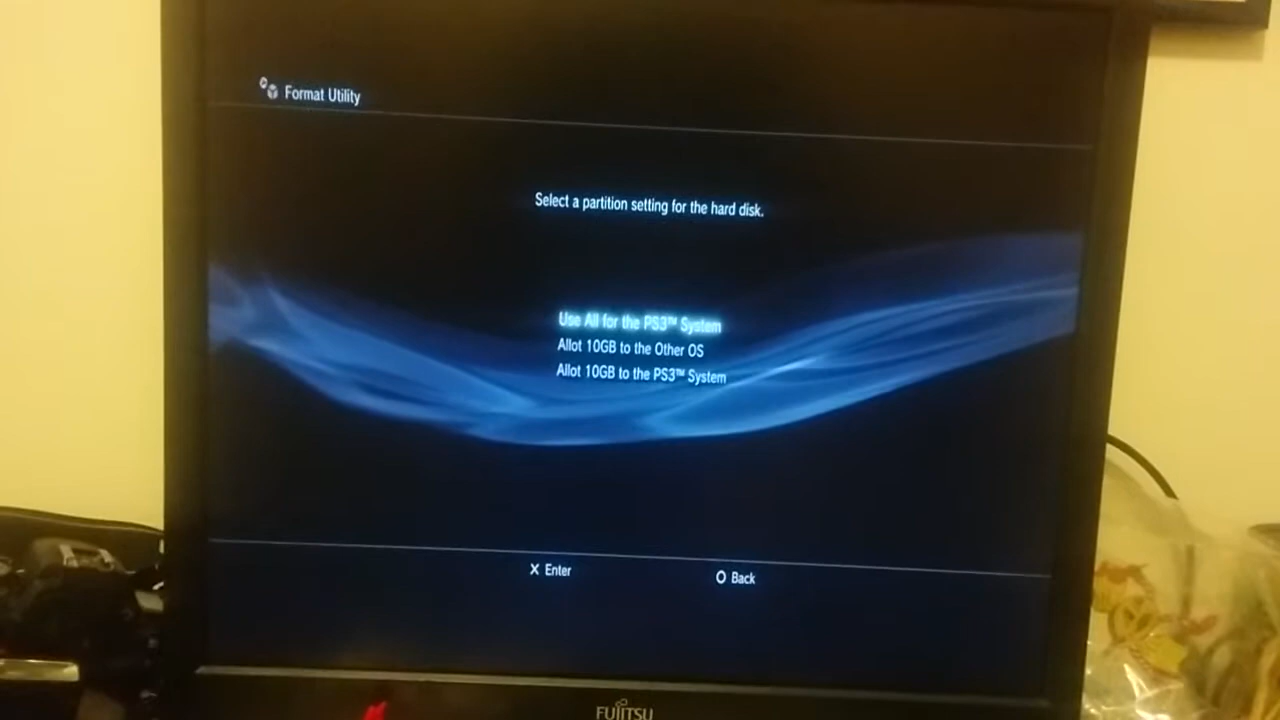 Format Utility
Select a partition setting for the hard disk.
Use All for the PS3™ System
Allot 10GB to the Other OS
Allot 10GB to the PS3™ System
X Enter
O Back
FUJITSU